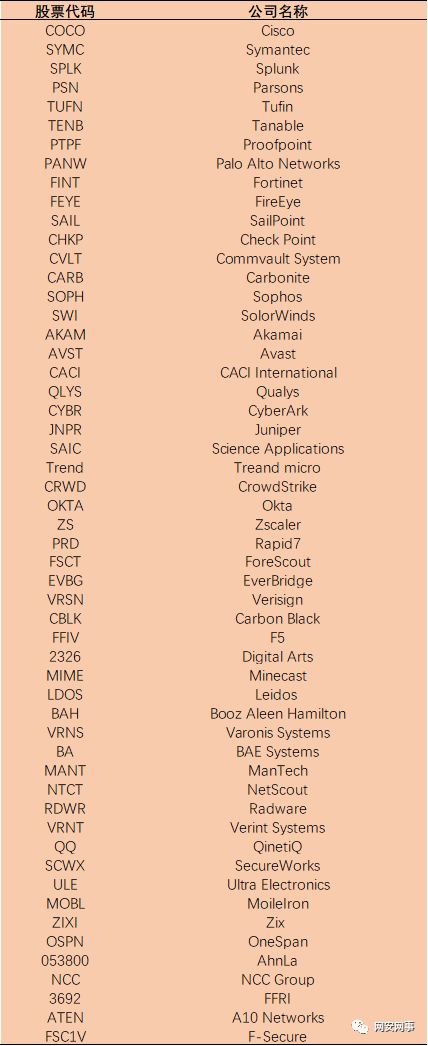 股票代码 公司名称
COCO Cisco
SYMC Symantec
SPLK Splunk
PSN Parsons
TUFN Tufin
TENB Tanable
PTPF Proofpoint
PANW Palo Alto Networks
FINT Fortinet
FEYE FireEye
SAIL SailPoint
CHKP Check Point
CVLT Commvault System
CARB Carbonite
SOPH Sophos
SWI SolorWinds
AKAM Akamai
AVST Avast
CACI CACI International
QLYS Qualys
CYBR CyberArk
JNPR Juniper
SAIC Science Applications
Trend Treand micro
CRWD CrowdStrike
OKTA Okta
ZS Zscaler
PRD Rapid7
FSCT ForeScout
EVBG EverBridge
VRSN Verisign
CBLK Carbon Black
FFIV F5
2326 Digital Arts
MIME Minecast
LDOS Leidos
BAH Booz Aleen Hamilton
VRNS Varonis Systems
BA BAE Systems
MANT ManTech
NTCT NetScout
RDWR Radware
VRNT Verint Systems
QQ QinetiQ
SCWX SecureWorks
ULE Ultra Electronics
MOBL MoileIron
ZIXI Zix
OSPN OneSpan
053800 AhnLa
NCC NCC Group
3692 FFRI
ATEN A10 Networks
网安网事
FSC1V F-Secure